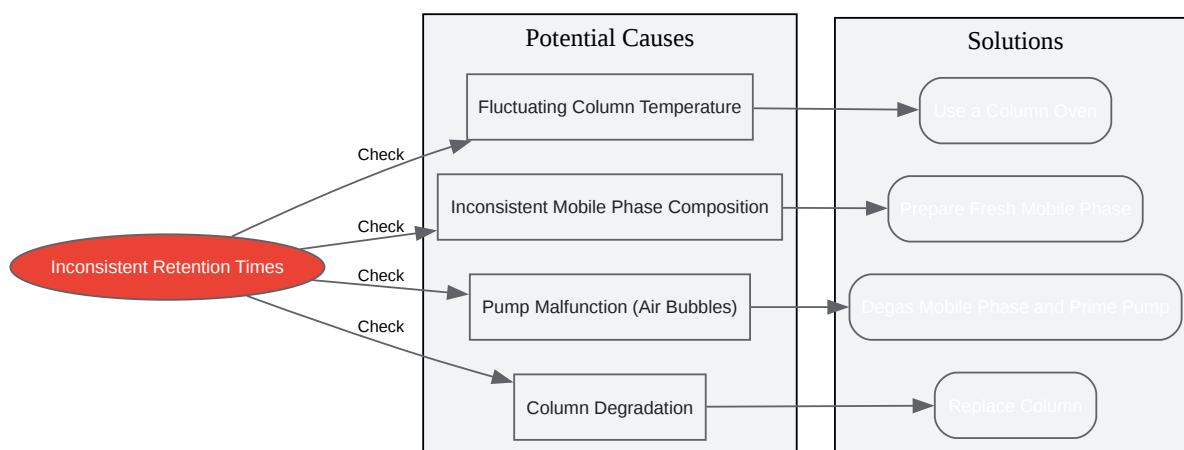 Potential Causes
Solutions
Fluctuating Column Temperature
Use a Column Oven
Check
Inconsistent Mobile Phase Composition
Prepare Fresh Mobile Phase
Check
Inconsistent Retention Times
Check
Pump Malfunction (Air Bubbles)
Degas Mobile Phase and Prime Pump
Check
Column Degradation
Replace Column